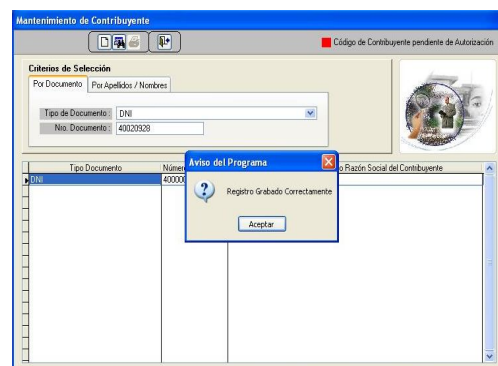 Mantenimiento de Contribuyente
Código de Contribuyente pendiente de Autorización
Criterios de Selección
Por Documento Por Apellidos / Nombres
Tipo de Documento : DNI
Nro. Documento : 40020928
Tipo Documento Númer o Razón Social del Contribuyente
DNI 40000
Aviso del Programa
Registro Grabado Correctamente
Aceptar